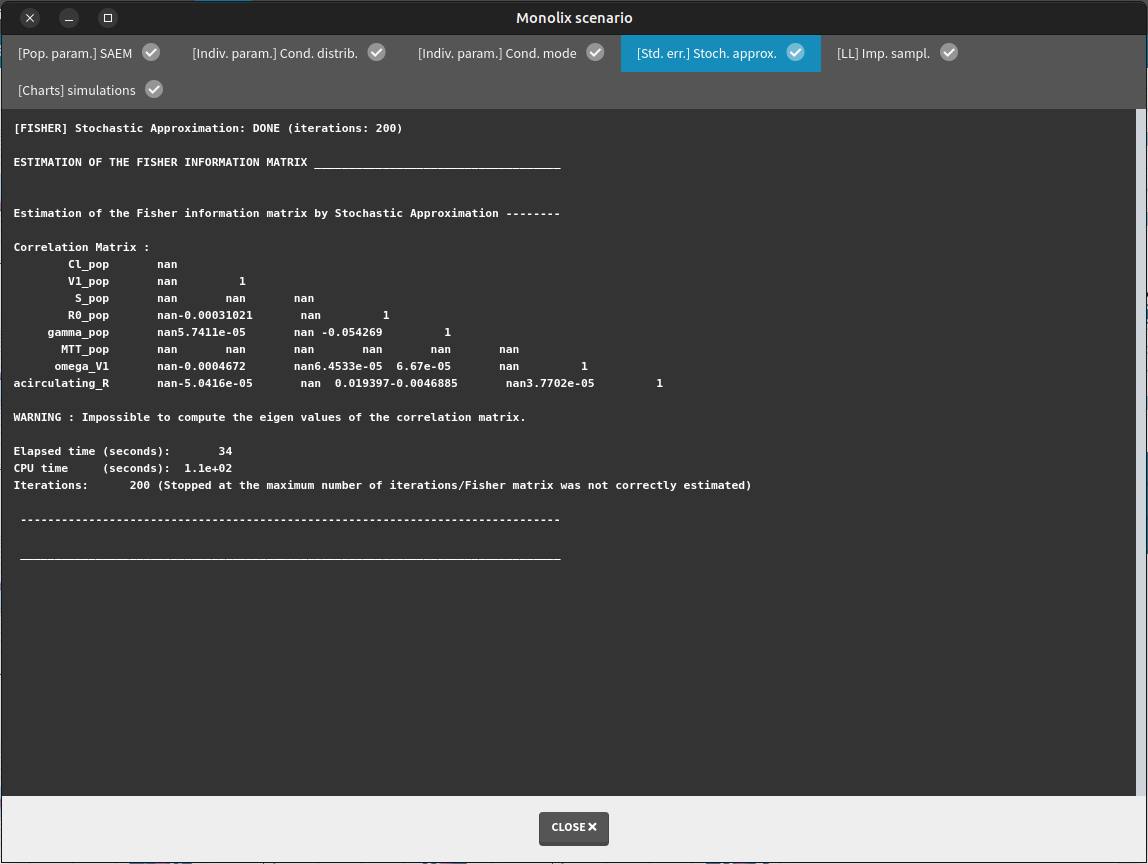 Monolix scenario
[Pop. param.] SAEM
[Indiv. param.] Cond. distrib.
[Indiv. param.] Cond. mode
[Std. err.] Stoch. approx.
[LL] Imp. sampl.
[Charts] simulations
[FISHER] Stochastic Approximation: DONE (iterations: 200)
ESTIMATION OF THE FISHER INFORMATION MATRIX ____________________________________
Estimation of the Fisher information matrix by Stochastic Approximation --------
Correlation Matrix :
        Cl_pop       nan
        V1_pop       nan         1
         S_pop       nan       nan       nan
        R0_pop       nan-0.00031021       nan         1
     gamma_pop       nan5.7411e-05       nan -0.054269         1
       MTT_pop       nan       nan       nan       nan       nan       nan
      omega_V1       nan-0.0004672       nan6.4533e-05  6.67e-05       nan         1
acirculating_R       nan-5.0416e-05       nan  0.019397-0.0046885       nan3.7702e-05         1
WARNING : Impossible to compute the eigen values of the correlation matrix.
Elapsed time (seconds):       34
CPU time     (seconds):  1.1e+02
Iterations:      200 (Stopped at the maximum number of iterations/Fisher matrix was not correctly estimated)
-------------------------------------------------------------------------------
_______________________________________________________________________________
CLOSE ×